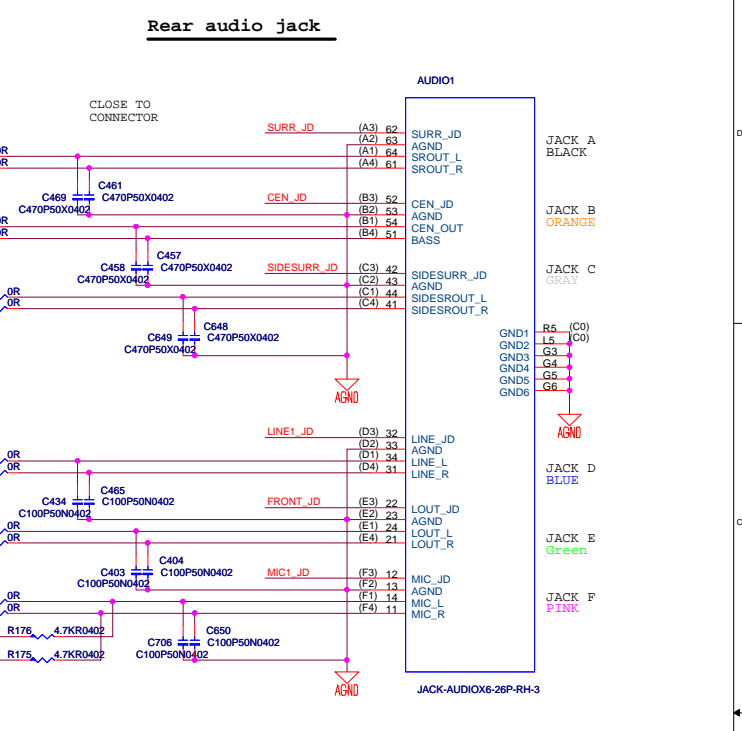 Rear audio jack
AUDIO1
CLOSE TO
CONNECTOR
SURR_JD (A3) 62 SURR_JD
(A2) 63 AGND
0R (A1) 64 SROUT_L
0R (A4) 61 SROUT_R
JACK A
BLACK
C461
C469 C470P50X0402
C470P50X0402
CEN_JD (B3) 52 CEN_JD
(B2) 53 AGND
0R (B1) 54 CEN_OUT
0R (B4) 51 BASS
JACK B
ORANGE
C457
C458 C470P50X0402
C470P50X0402
SIDESURR_JD (C3) 42 SIDESURR_JD
(C2) 43 AGND
0R (C1) 44 SIDESROUT_L
0R (C4) 41 SIDESROUT_R
JACK C
GRAY
C648
C649 C470P50X0402
C470P50X0402
GND1 R5 (C0)
GND2 L5 (C0)
GND3 G3
GND4 G4
GND5 G5
GND6 G6
AGND
AGND
LINE1_JD (D3) 32 LINE_JD
(D2) 33 AGND
0R (D1) 34 LINE_L
0R (D4) 31 LINE_R
JACK D
BLUE
C465
C434 C100P50N0402
C100P50N0402
FRONT_JD (E3) 22 LOUT_JD
(E2) 23 AGND
0R (E1) 24 LOUT_L
0R (E4) 21 LOUT_R
JACK E
Green
C404
C403 C100P50N0402
C100P50N0402
MIC1_JD (F3) 12 MIC_JD
(F2) 13 AGND
0R (F1) 14 MIC_L
0R (F4) 11 MIC_R
JACK F
PINK
R176 4.7KR0402
C650
C706 C100P50N0402
C100P50N0402
R175 4.7KR0402
AGND
JACK-AUDIOX6-26P-RH-3
D
C